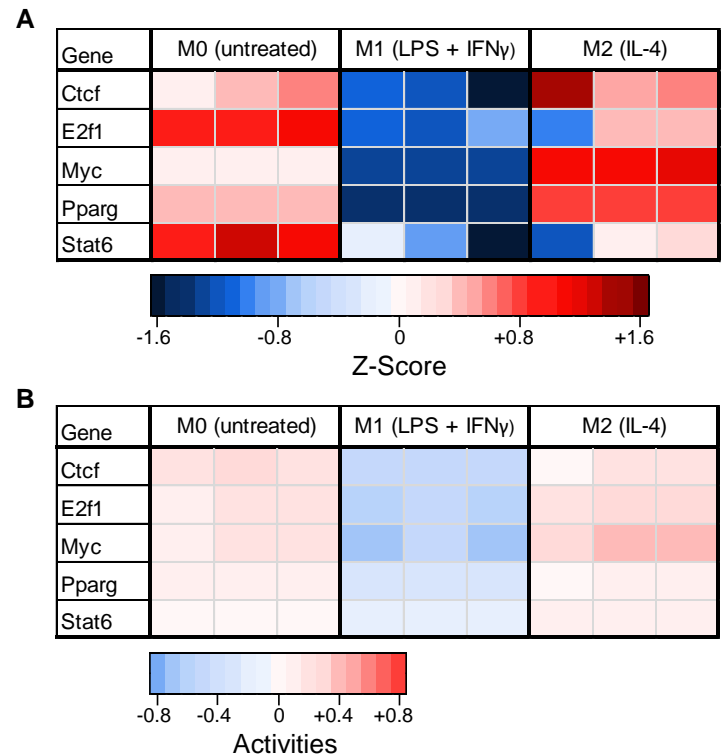 A
Gene M0 (untreated) M1 (LPS + IFNγ) M2 (IL-4)
Ctcf
E2f1
Myc
Pparg
Stat6
-1.6 -0.8 0 +0.8 +1.6
Z-Score
B
Gene M0 (untreated) M1 (LPS + IFNγ) M2 (IL-4)
Ctcf
E2f1
Myc
Pparg
Stat6
-0.8 -0.4 0 +0.4 +0.8
Activities